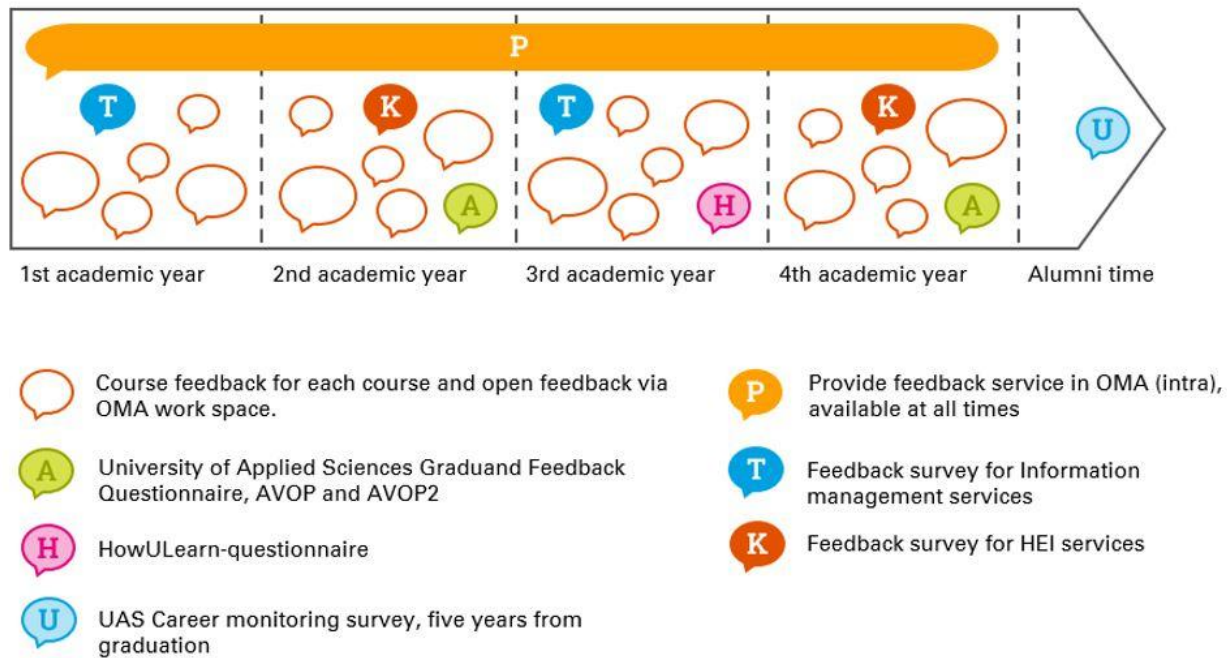 P
T
K
T
K
U
A
H
A
1st academic year
2nd academic year
3rd academic year
4th academic year
Alumni time
Course feedback for each course and open feedback via
OMA work space.
A
University of Applied Sciences Graduand Feedback
Questionnaire, AVOP and AVOP2
H
HowULearn-questionnaire
U
UAS Career monitoring survey, five years from
graduation
P
Provide feedback service in OMA (intra),
available at all times
T
Feedback survey for Information
management services
K
Feedback survey for HEI services